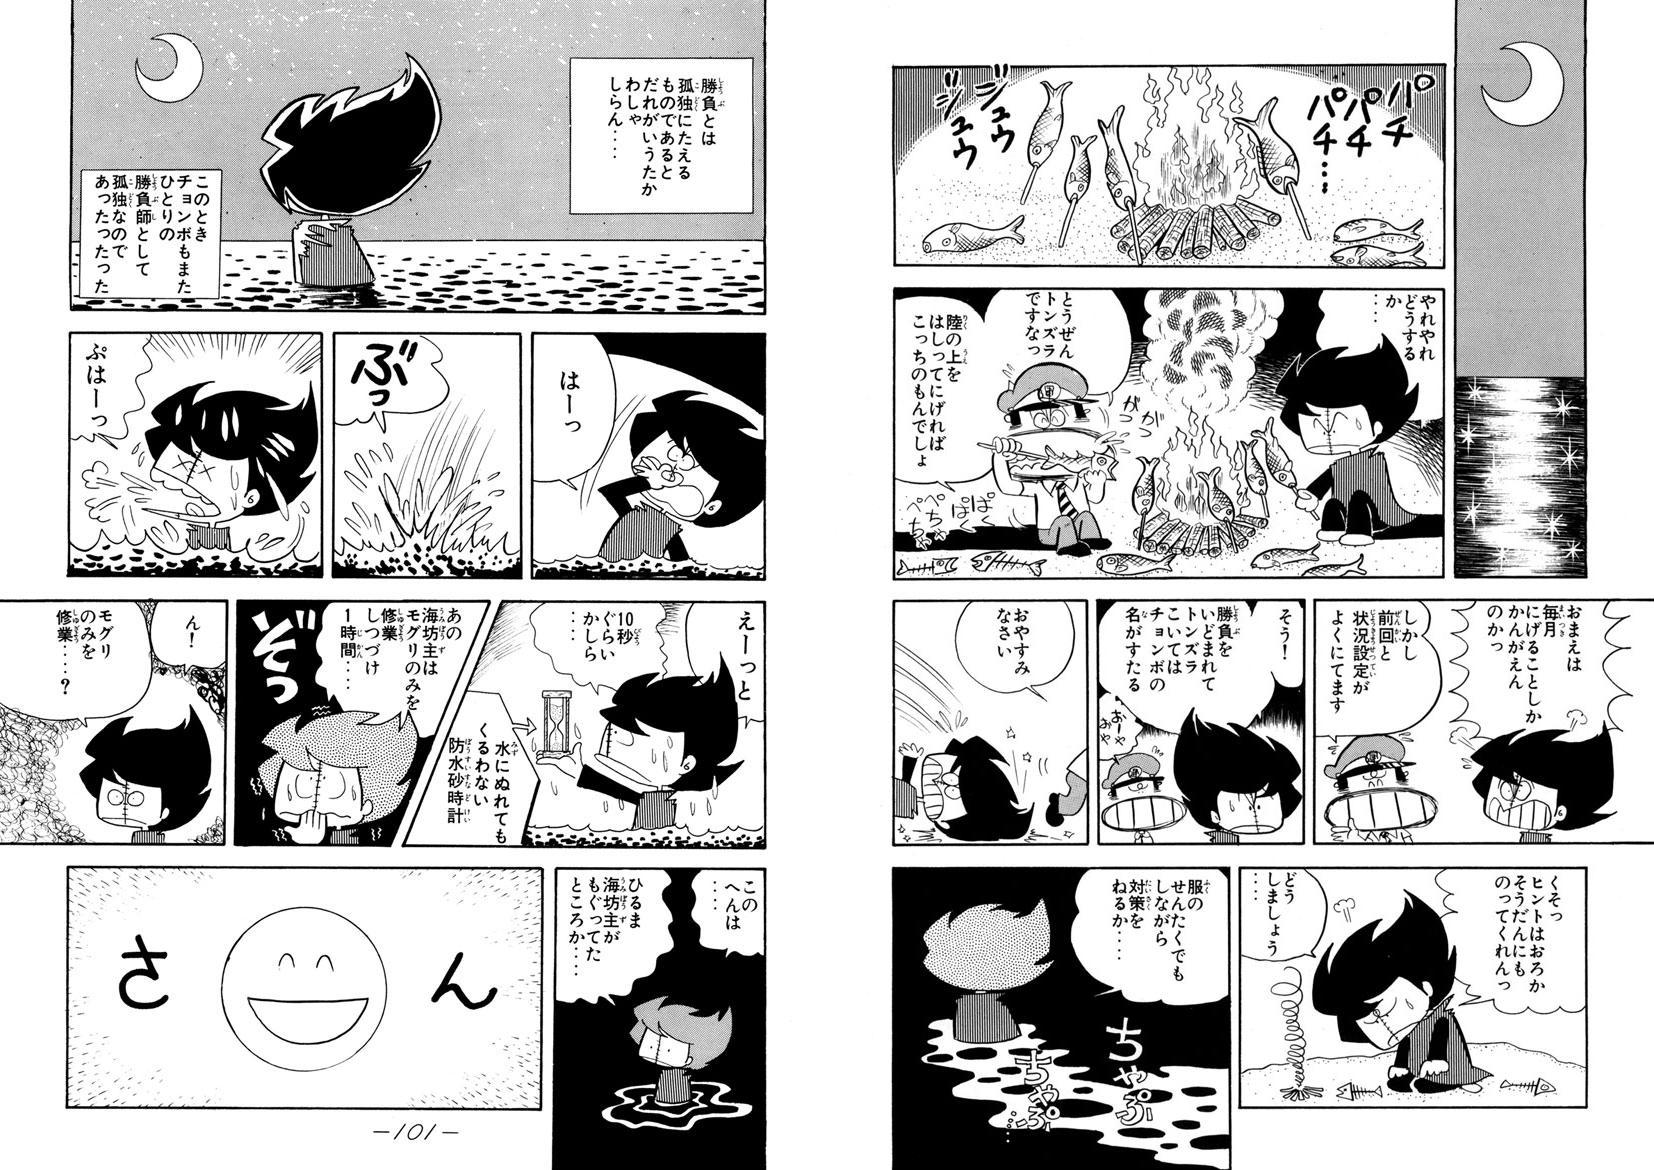 パチ
パチ
パチ…
ジュウ
ジュウ
やれやれ
どうする
か
‥‥
とうぜん
トンズラ
ですなっ
陸の上を
はしってにげれば
こっちのもんでしょ
がつ
がつ
ぱく
ぱく
ぺちゃ
ぺちゃ
おまえは
毎月
にげることしか
かんがえん
のかっ
しかし
前回と
状況設定が
よくにてます
そう!
勝負を
いどまれて
トンズラ
こいては
チョンボの
名がすたる
おやすみ
なさい
くそっ
ヒントはおろか
そうだんにも
のってくれんっ
どう
しましょう
‥‥
服の
せんたくでも
しながら
対策を
ねるか
‥‥
ちゃぷ
ちゃぷ…
勝負とは
孤独にたえる
ものであると
だれがいうたか
わしゃ
しらん‥‥
このとき
チョンボもまた
ひとりの
勝負師として
孤独なので
あったったった
はーっ
ぶっ
ぷはーっ
えーっと
10秒
ぐらい
かしら
‥‥
水にぬれても
くるわない
防水砂時計
あの
海坊主は
モグリのみを
修業
しつづけ
1時間‥‥
ぞっ
ん!
モグリ
のみを
修業‥‥?
この
へんは
‥‥
ひるま
海坊主が
もぐってた
ところか‥‥
さ
ん
-101-